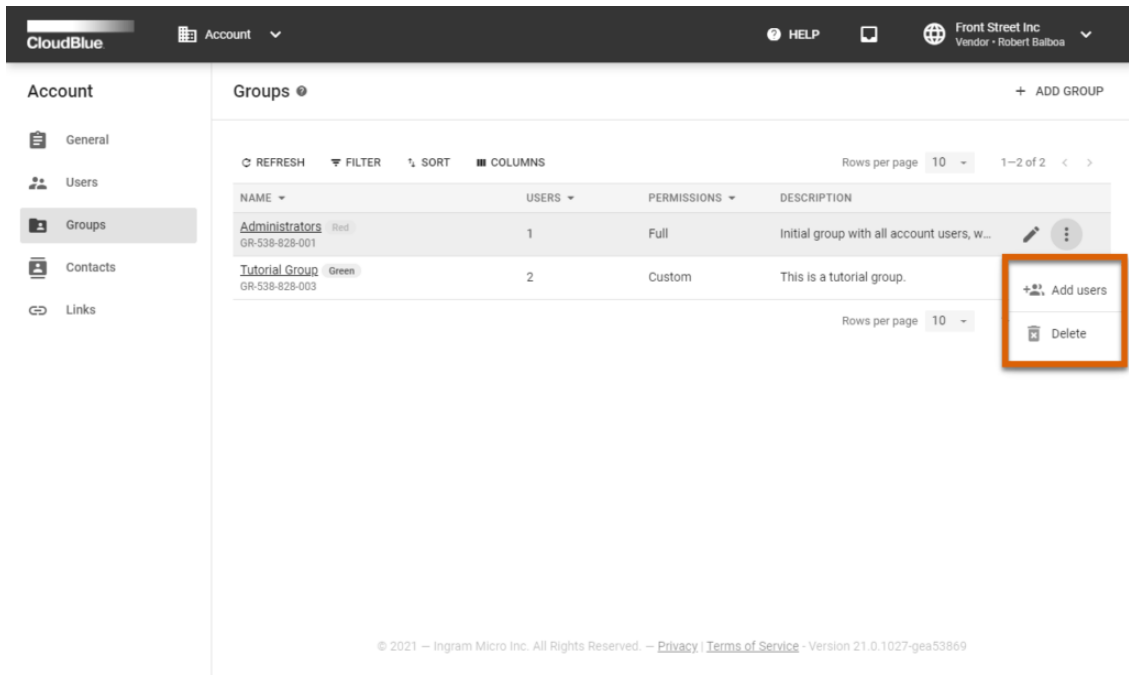 CloudBlue
Account
HELP
Front Street Inc
Vendor • Robert Balboa
Account
General
Users
Groups
Contacts
Links
Groups
+ ADD GROUP
REFRESH
FILTER
SORT
COLUMNS
Rows per page 10
1–2 of 2
NAME
USERS
PERMISSIONS
DESCRIPTION
Administrators Red
GR-538-828-001
1
Full
Initial group with all account users, w...
Tutorial Group Green
GR-538-828-003
2
Custom
This is a tutorial group.
Add users
Delete
Rows per page 10
© 2021 – Ingram Micro Inc. All Rights Reserved. – Privacy | Terms of Service - Version 21.0.1027-gea53869